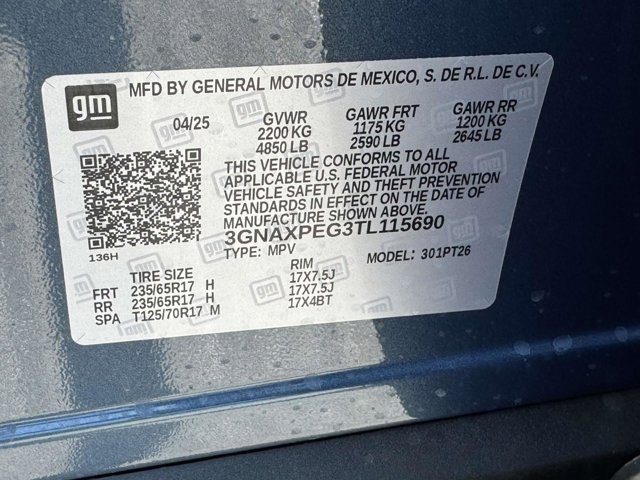 MFD BY GENERAL MOTORS DE MEXICO, S. DE R.L. DE C.V.
gm
04/25 GVWR GAWR FRT GAWR RR
2200 KG 1175 KG 1200 KG
4850 LB 2590 LB 2645 LB
THIS VEHICLE CONFORMS TO ALL
APPLICABLE U.S. FEDERAL MOTOR
VEHICLE SAFETY AND THEFT PREVENTION
STANDARDS IN EFFECT ON THE DATE OF
MANUFACTURE SHOWN ABOVE.
3GNAXPEG3TL115690
136H
TYPE: MPV MODEL: 301PT26
TIRE SIZE RIM
FRT 235/65R17 H 17X7.5J
RR 235/65R17 H 17X7.5J
SPA T125/70R17 M 17X4BT